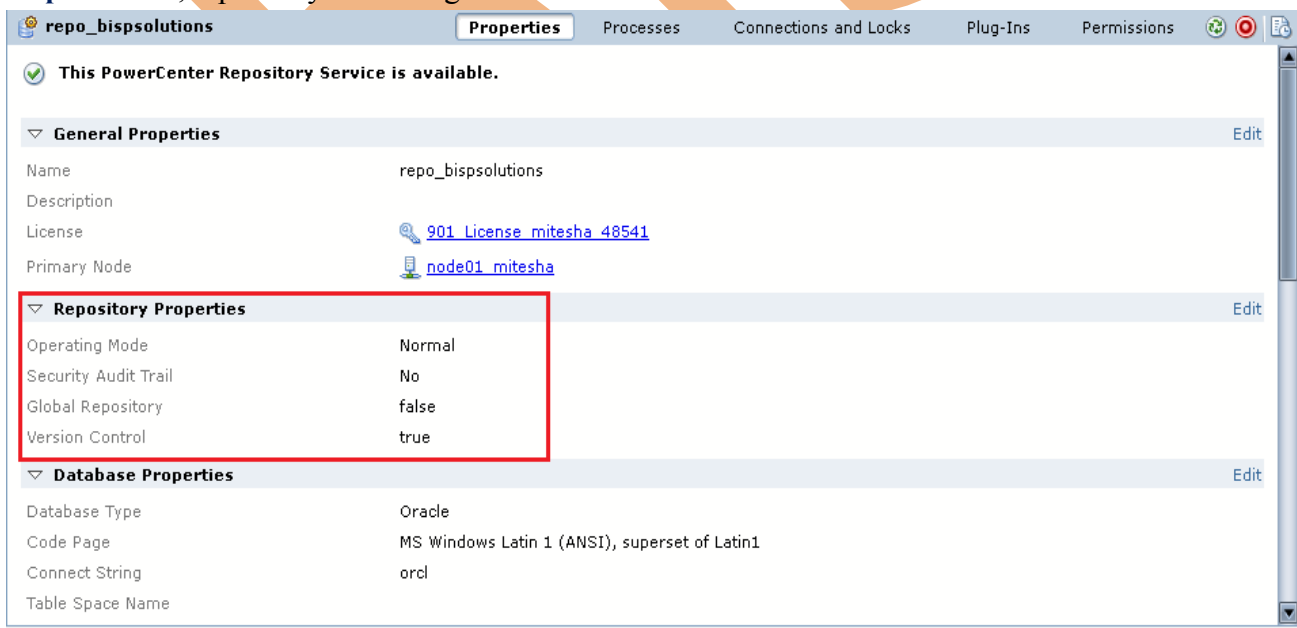 repo_bispsolutions Properties Processes Connections and Locks Plug-Ins Permissions
This PowerCenter Repository Service is available.
General Properties Edit
Name repo_bispsolutions
Description
License 901_License_mitesha_48541
Primary Node node01_mitesha
Repository Properties Edit
Operating Mode Normal
Security Audit Trail No
Global Repository false
Version Control true
Database Properties Edit
Database Type Oracle
Code Page MS Windows Latin 1 (ANSI), superset of Latin1
Connect String orcl
Table Space Name